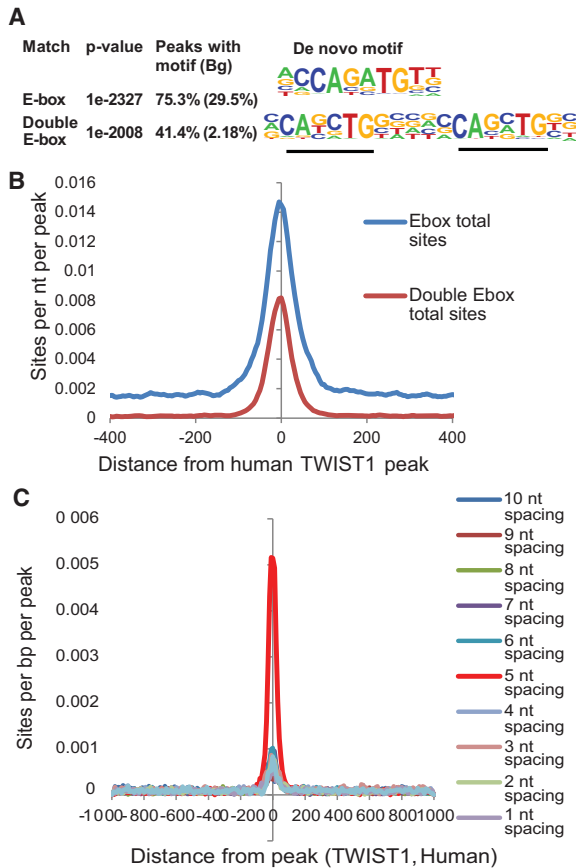 A
Match p-value Peaks with motif (Bg) De novo motif
E-box 1e-2327 75.3% (29.5%)
Double E-box 1e-2008 41.4% (2.18%)
B
Sites per nt per peak
0.016
0.014
0 012
0 010
0 008
0.006
0.004
0.002
0
-400
-200
0
200
400
Ebox total sites
Double Ebox total sites
Distance from human TWIST1 peak
C
Sites per bp per peak
0 006
0.005
0.004
0.003
0.002
0.001
0
-1000-800 -600 -400 -200 0 200 400 600 800 1000
10 nt spacing
9 nt spacing
8 nt spacing
7 nt spacing
6 nt spacing
5 nt spacing
4 nt spacing
3 nt spacing
2 nt spacing
1 nt spacing
Distance from peak (TWIST1, Human)